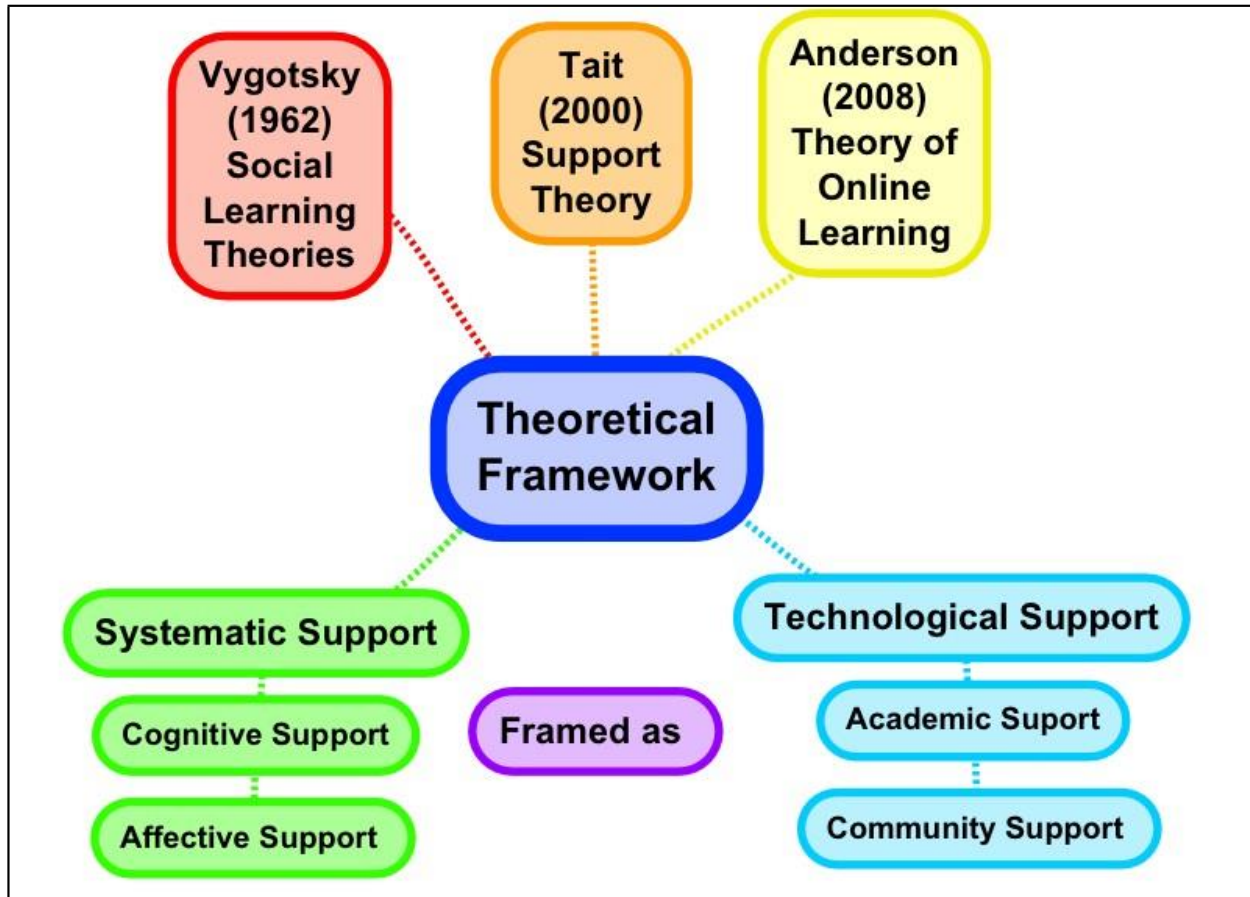 Vygotsky
(1962)
Social
Learning
Theories
Tait
(2000)
Support
Theory
Anderson
(2008)
Theory of
Online
Learning
Theoretical
Framework
Systematic Support
Cognitive Support
Affective Support
Framed as
Technological Support
Academic Suport
Community Support